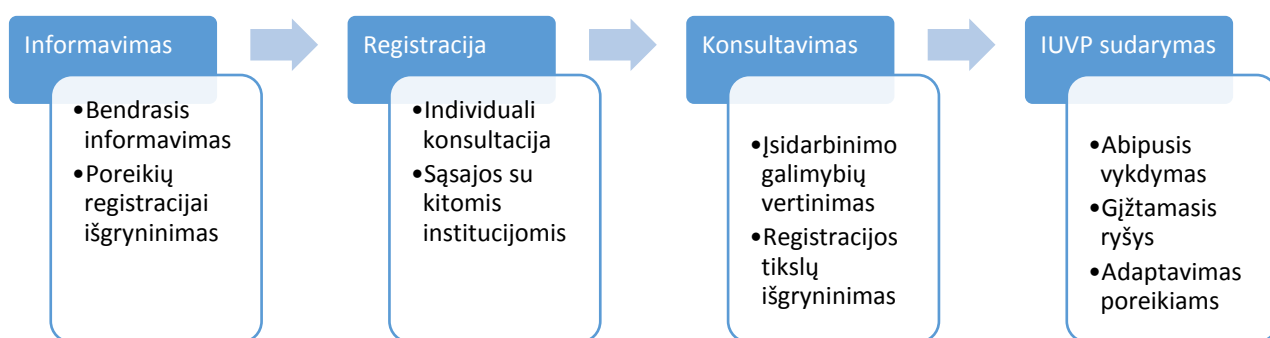 Informavimas
•Bendrasis
informavimas
•Poreikių
registracijai
išgryninimas
Registracija
•Individuali
konsultacija
•Sąsajos su
kitomis
institucijomis
Konsultavimas
•Įsidarbinimo
galimybių
vertinimas
•Registracijos
tikslų
išgryninimas
IUVP sudarymas
•Abipusis
vykdymas
•Gįžtamasis
ryšys
•Adaptavimas
poreikiams